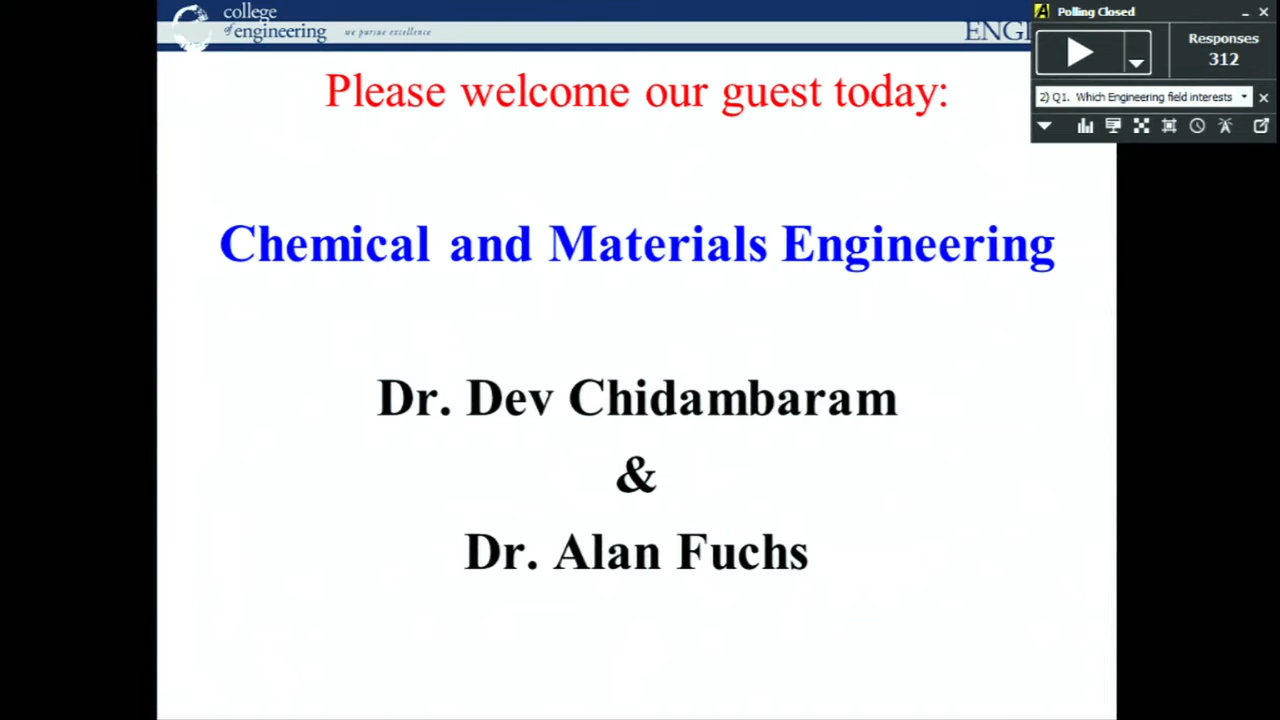 college
of engineering
we pursue excellence
ENGI
Polling Closed
Responses
312
2) Q1. Which Engineering field interests
Please welcome our guest today:
Chemical and Materials Engineering
Dr. Dev Chidambaram
&
Dr. Alan Fuchs